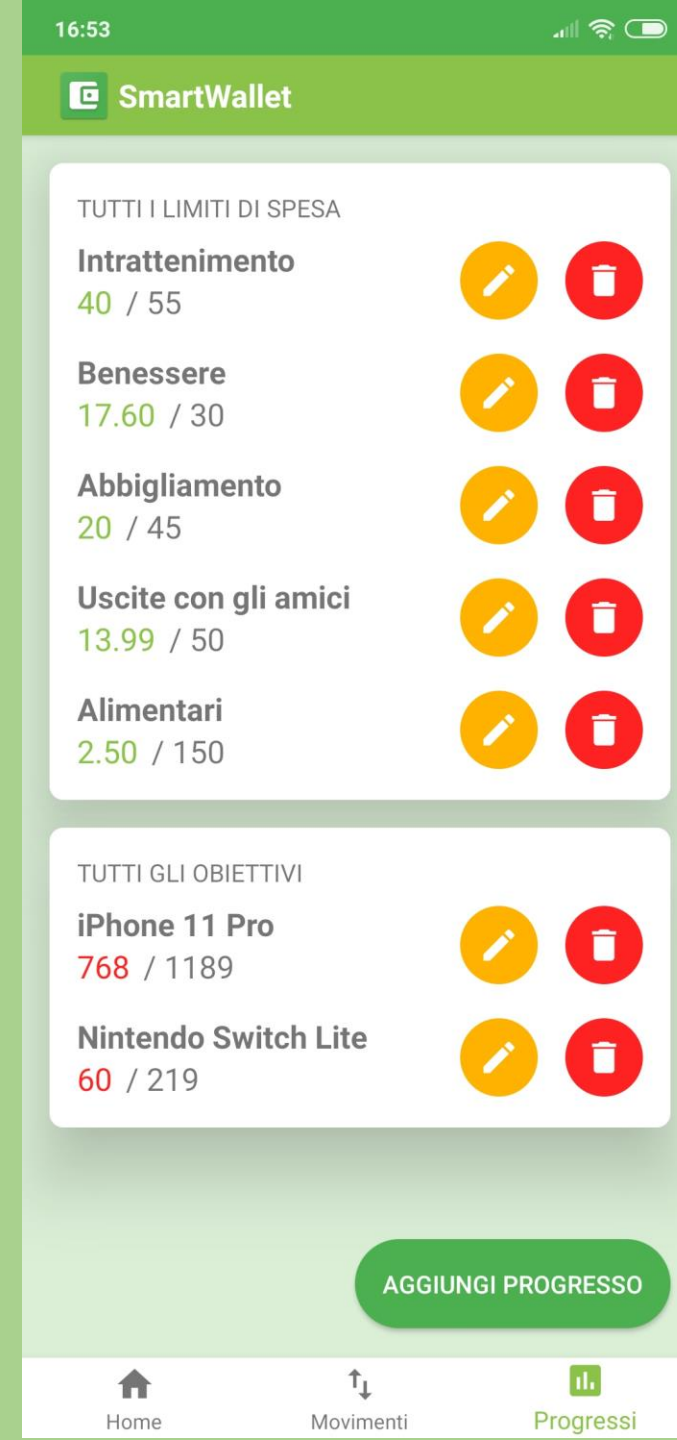 16:53
SmartWallet
TUTTI I LIMITI DI SPESA
Intrattenimento
40 / 55
Benessere
17.60 / 30
Abbigliamento
20 / 45
Uscite con gli amici
13.99 / 50
Alimentari
2.50 / 150
TUTTI GLI OBIETTIVI
iPhone 11 Pro
768 / 1189
Nintendo Switch Lite
60 / 219
AGGIUNGI PROGRESSO
Home Movimenti Progressi